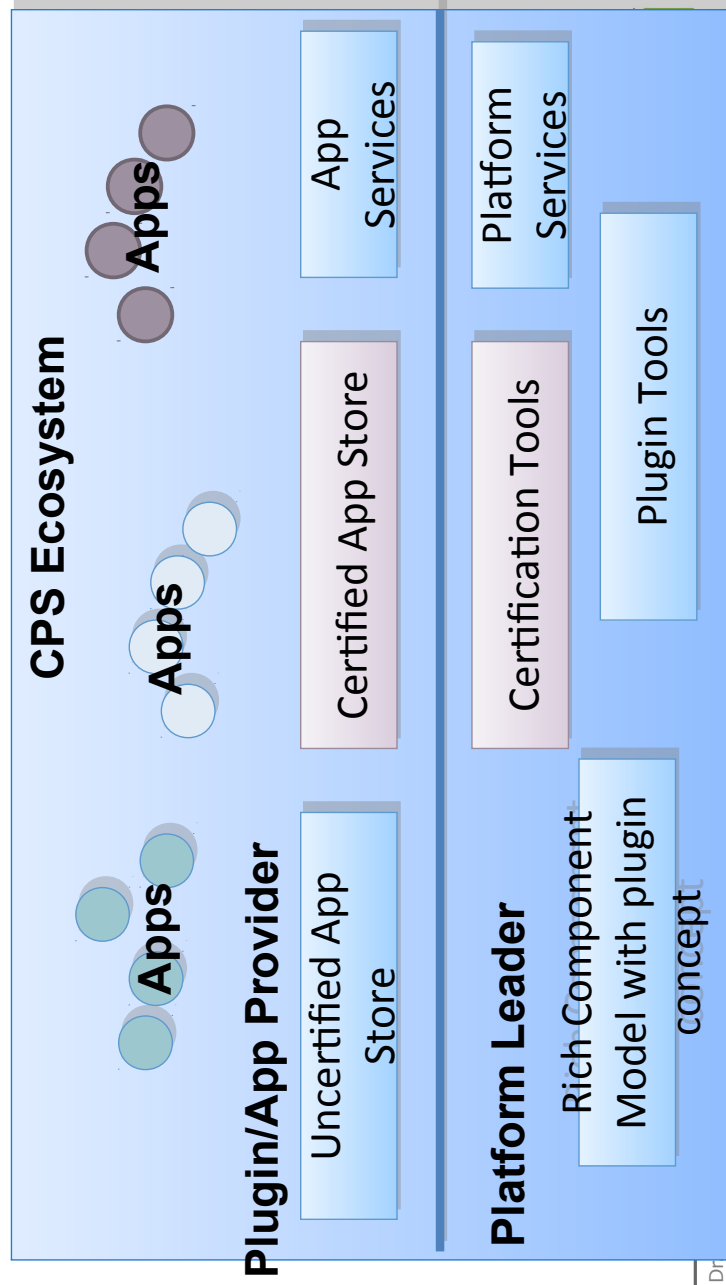 CPS Ecosystem
Apps
Apps
Apps
Plugin/App Provider
Uncertified App
Store
Certified App Store
App
Services
Platform Leader
Certification Tools
Platform
Services
Rich Component
Model with plugin
concept
Plugin Tools